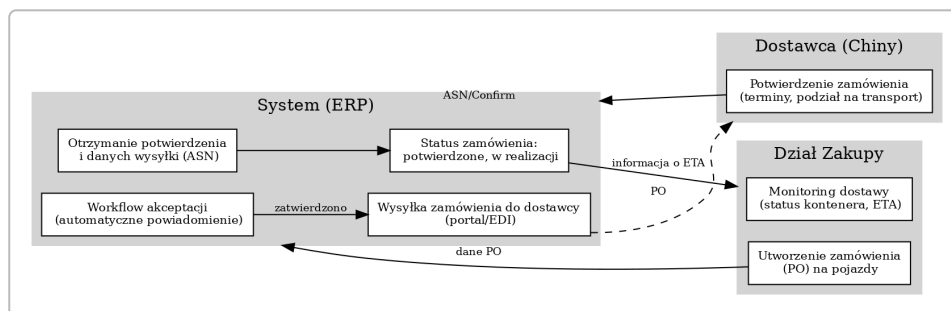 Dostawca (Chiny)
Potwierdzenie zamówienia
(terminy, podział na transport)
ASN/Confirm
System (ERP)
Otrzymanie potwierdzenia
i danych wysyłki (ASN)
Status zamówienia:
potwierdzone, w realizacji
informacja o ETA
PO
Dział Zakupy
Monitoring dostawy
(status kontenera, ETA)
Workflow akceptacji
(automatyczne powiadomienie)
zatwierdzono
Wysyłka zamówienia do dostawcy
(portal/EDI)
dane PO
Utworzenie zamówienia
(PO) na pojazdy